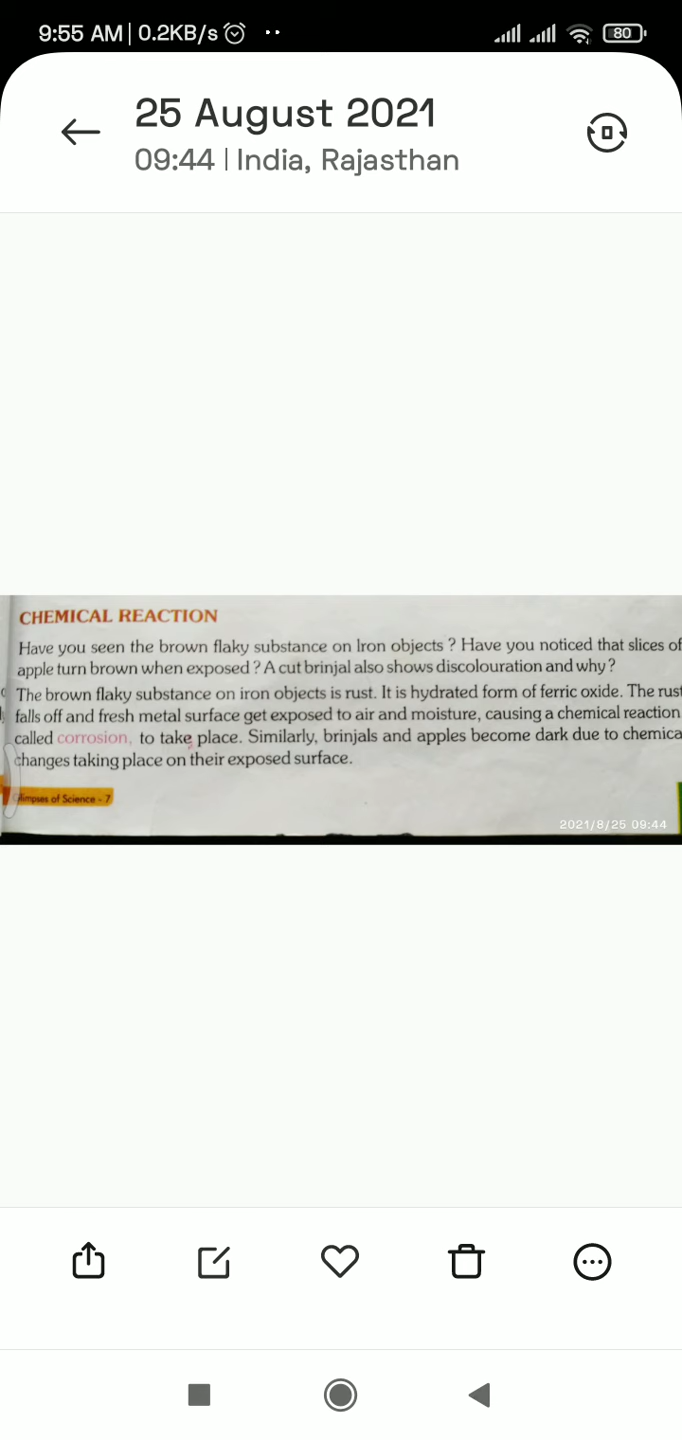 9:55 AM | 0.2KB/s
80
25 August 2021
09:44 | India, Rajasthan
CHEMICAL REACTION
Have you seen the brown flaky substance on Iron objects ? Have you noticed that slices of
apple turn brown when exposed ? A cut brinjal also shows discolouration and why ?
The brown flaky substance on iron objects is rust. It is hydrated form of ferric oxide. The rust
falls off and fresh metal surface get exposed to air and moisture, causing a chemical reaction
called corrosion, to take place. Similarly, brinjals and apples become dark due to chemica
changes taking place on their exposed surface.
Glimpses of Science - 7
2021/8/25 09:44